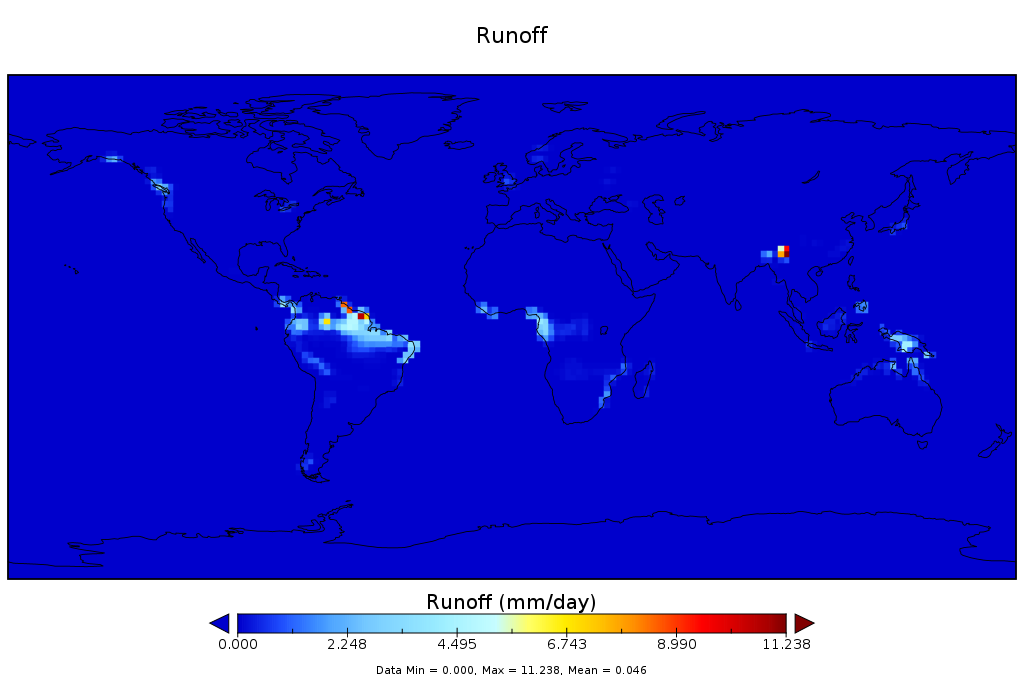 Runoff
Runoff (mm/day)
0.000 2.248 4.495 6.743 8.990 11.238
Data Min = 0.000, Max = 11.238, Mean = 0.046